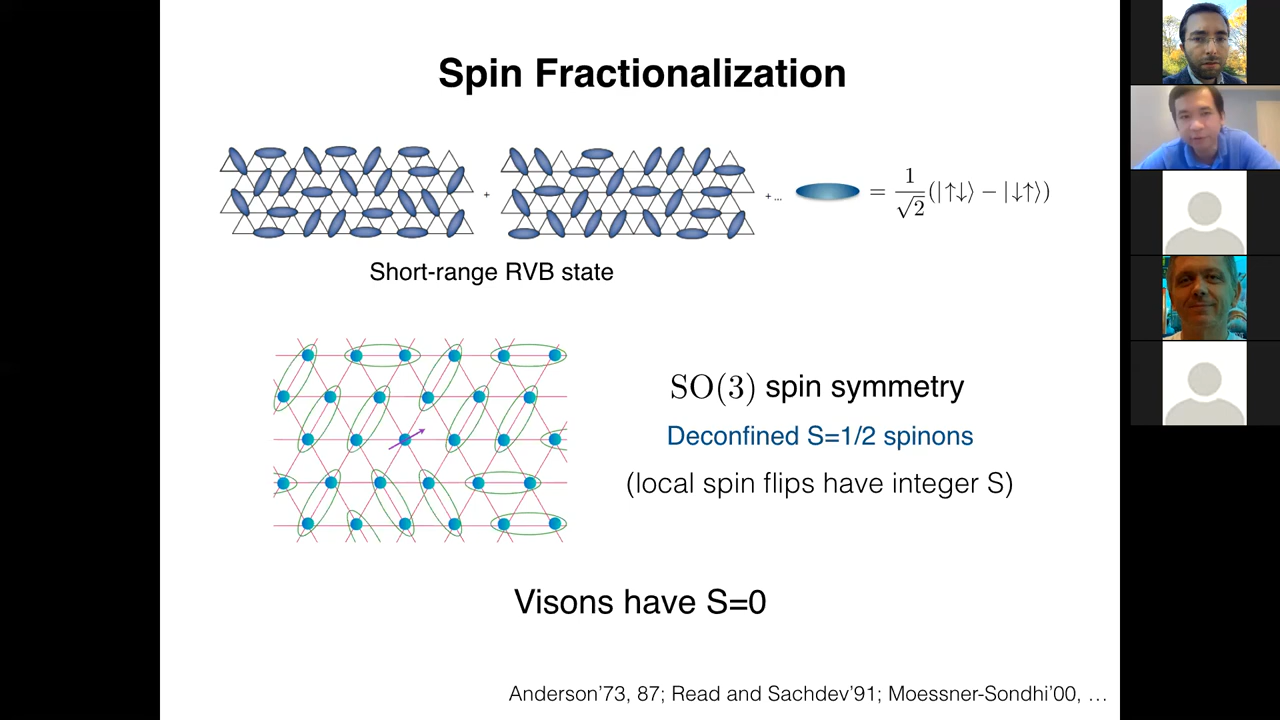 Spin Fractionalization
+ +... = 1/√2 (|↑↓⟩ − |↓↑⟩)
Short-range RVB state
SO(3) spin symmetry
Deconfined S=1/2 spinons
(local spin flips have integer S)
Visons have S=0
Anderson’73, 87; Read and Sachdev’91; Moessner-Sondhi’00, …